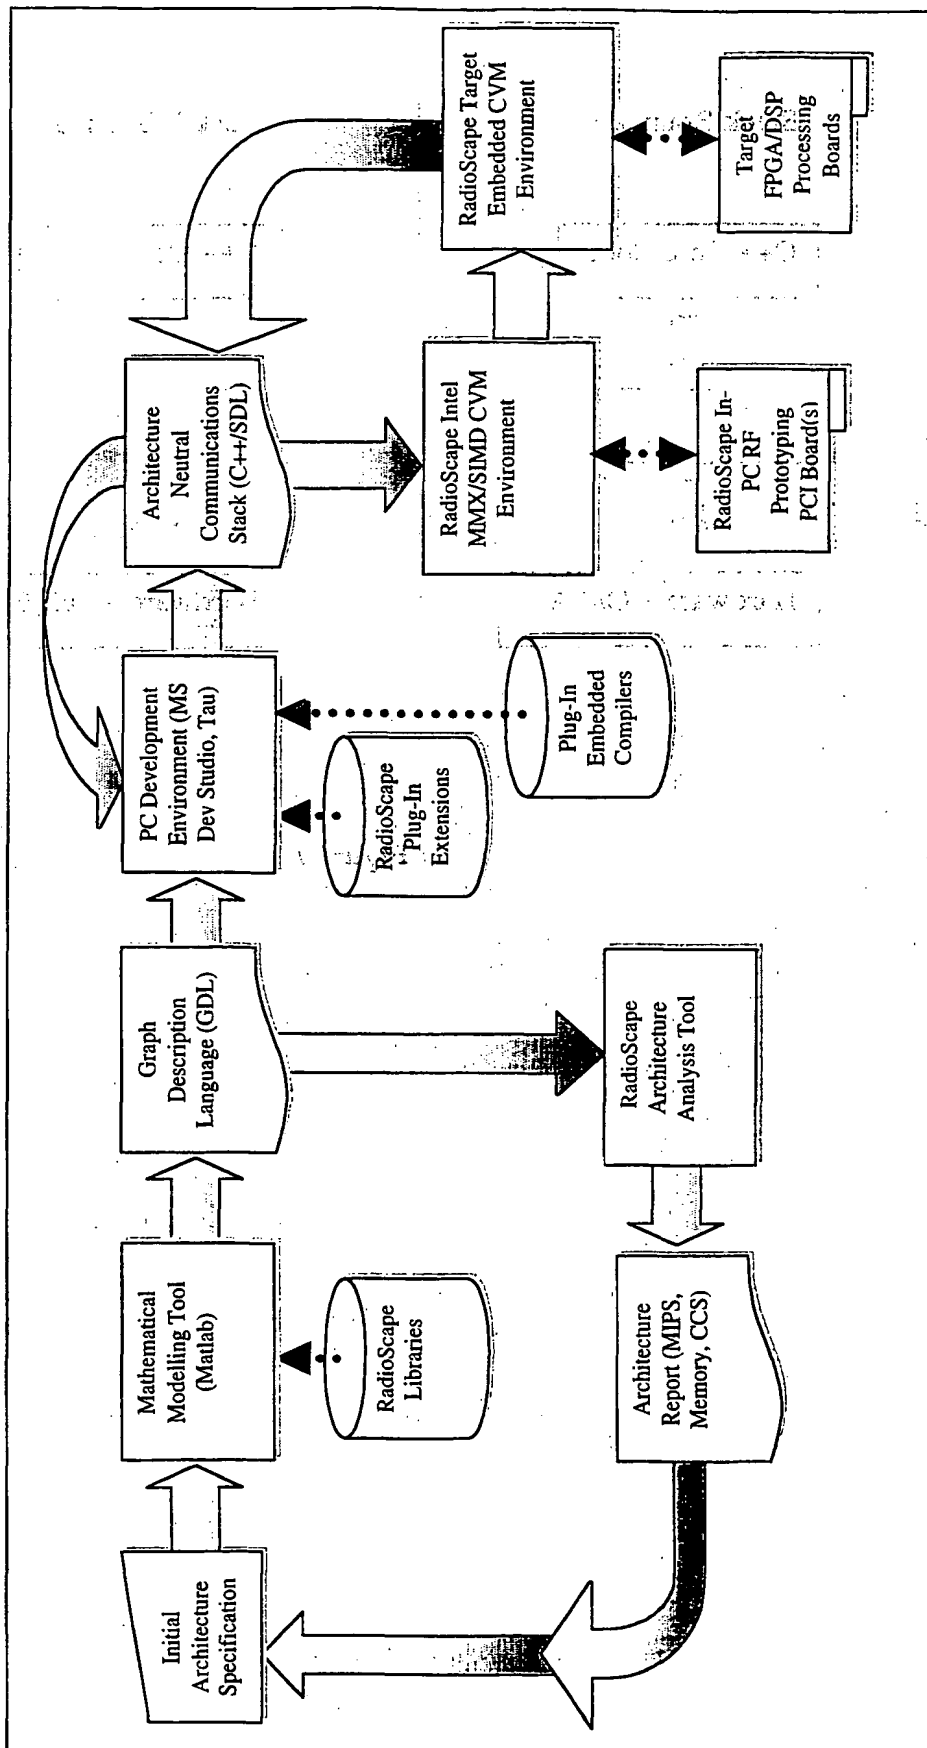 Initial
Architecture
Specification
Mathematical
Modelling Tool
(Matlab)
Graph
Description
Language (GDL)
PC Development
Environment (MS
Dev Studio, Tau)
Architecture
Neutral
Communications
Stack (C++/SDL)
RadioScape
Libraries
RadioScape
Plug-In
Extensions
Plug-In
Embedded
Compilers
RadioScape Intel
MMX/SIMD CVM
Environment
RadioScape Target
Embedded CVM
Environment
Architecture
Report (MIPS,
Memory, CCS)
RadioScape
Architecture
Analysis Tool
RadioScape In-
PC RF
Prototyping
PCI Board(s)
Target
FPGA/DSP
Processing
Boards